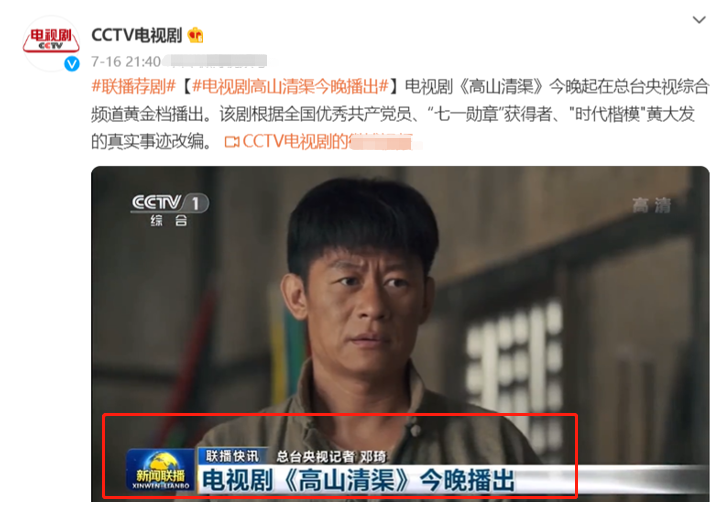 电视剧
CCTV
CCTV电视剧
7-16 21:40
#联播荐剧#【#电视剧高山清渠今晚播出#】电视剧《高山清渠》今晚起在总台央视综合
频道黄金档播出。该剧根据全国优秀共产党员、“七一勋章”获得者、"时代楷模"黄大发
的真实事迹改编。 CCTV电视剧的
CCTV 1
综合
高清
联播快讯 总台央视记者 邓琦
新闻联播
XINWEN LIANBO
电视剧《高山清渠》今晚播出